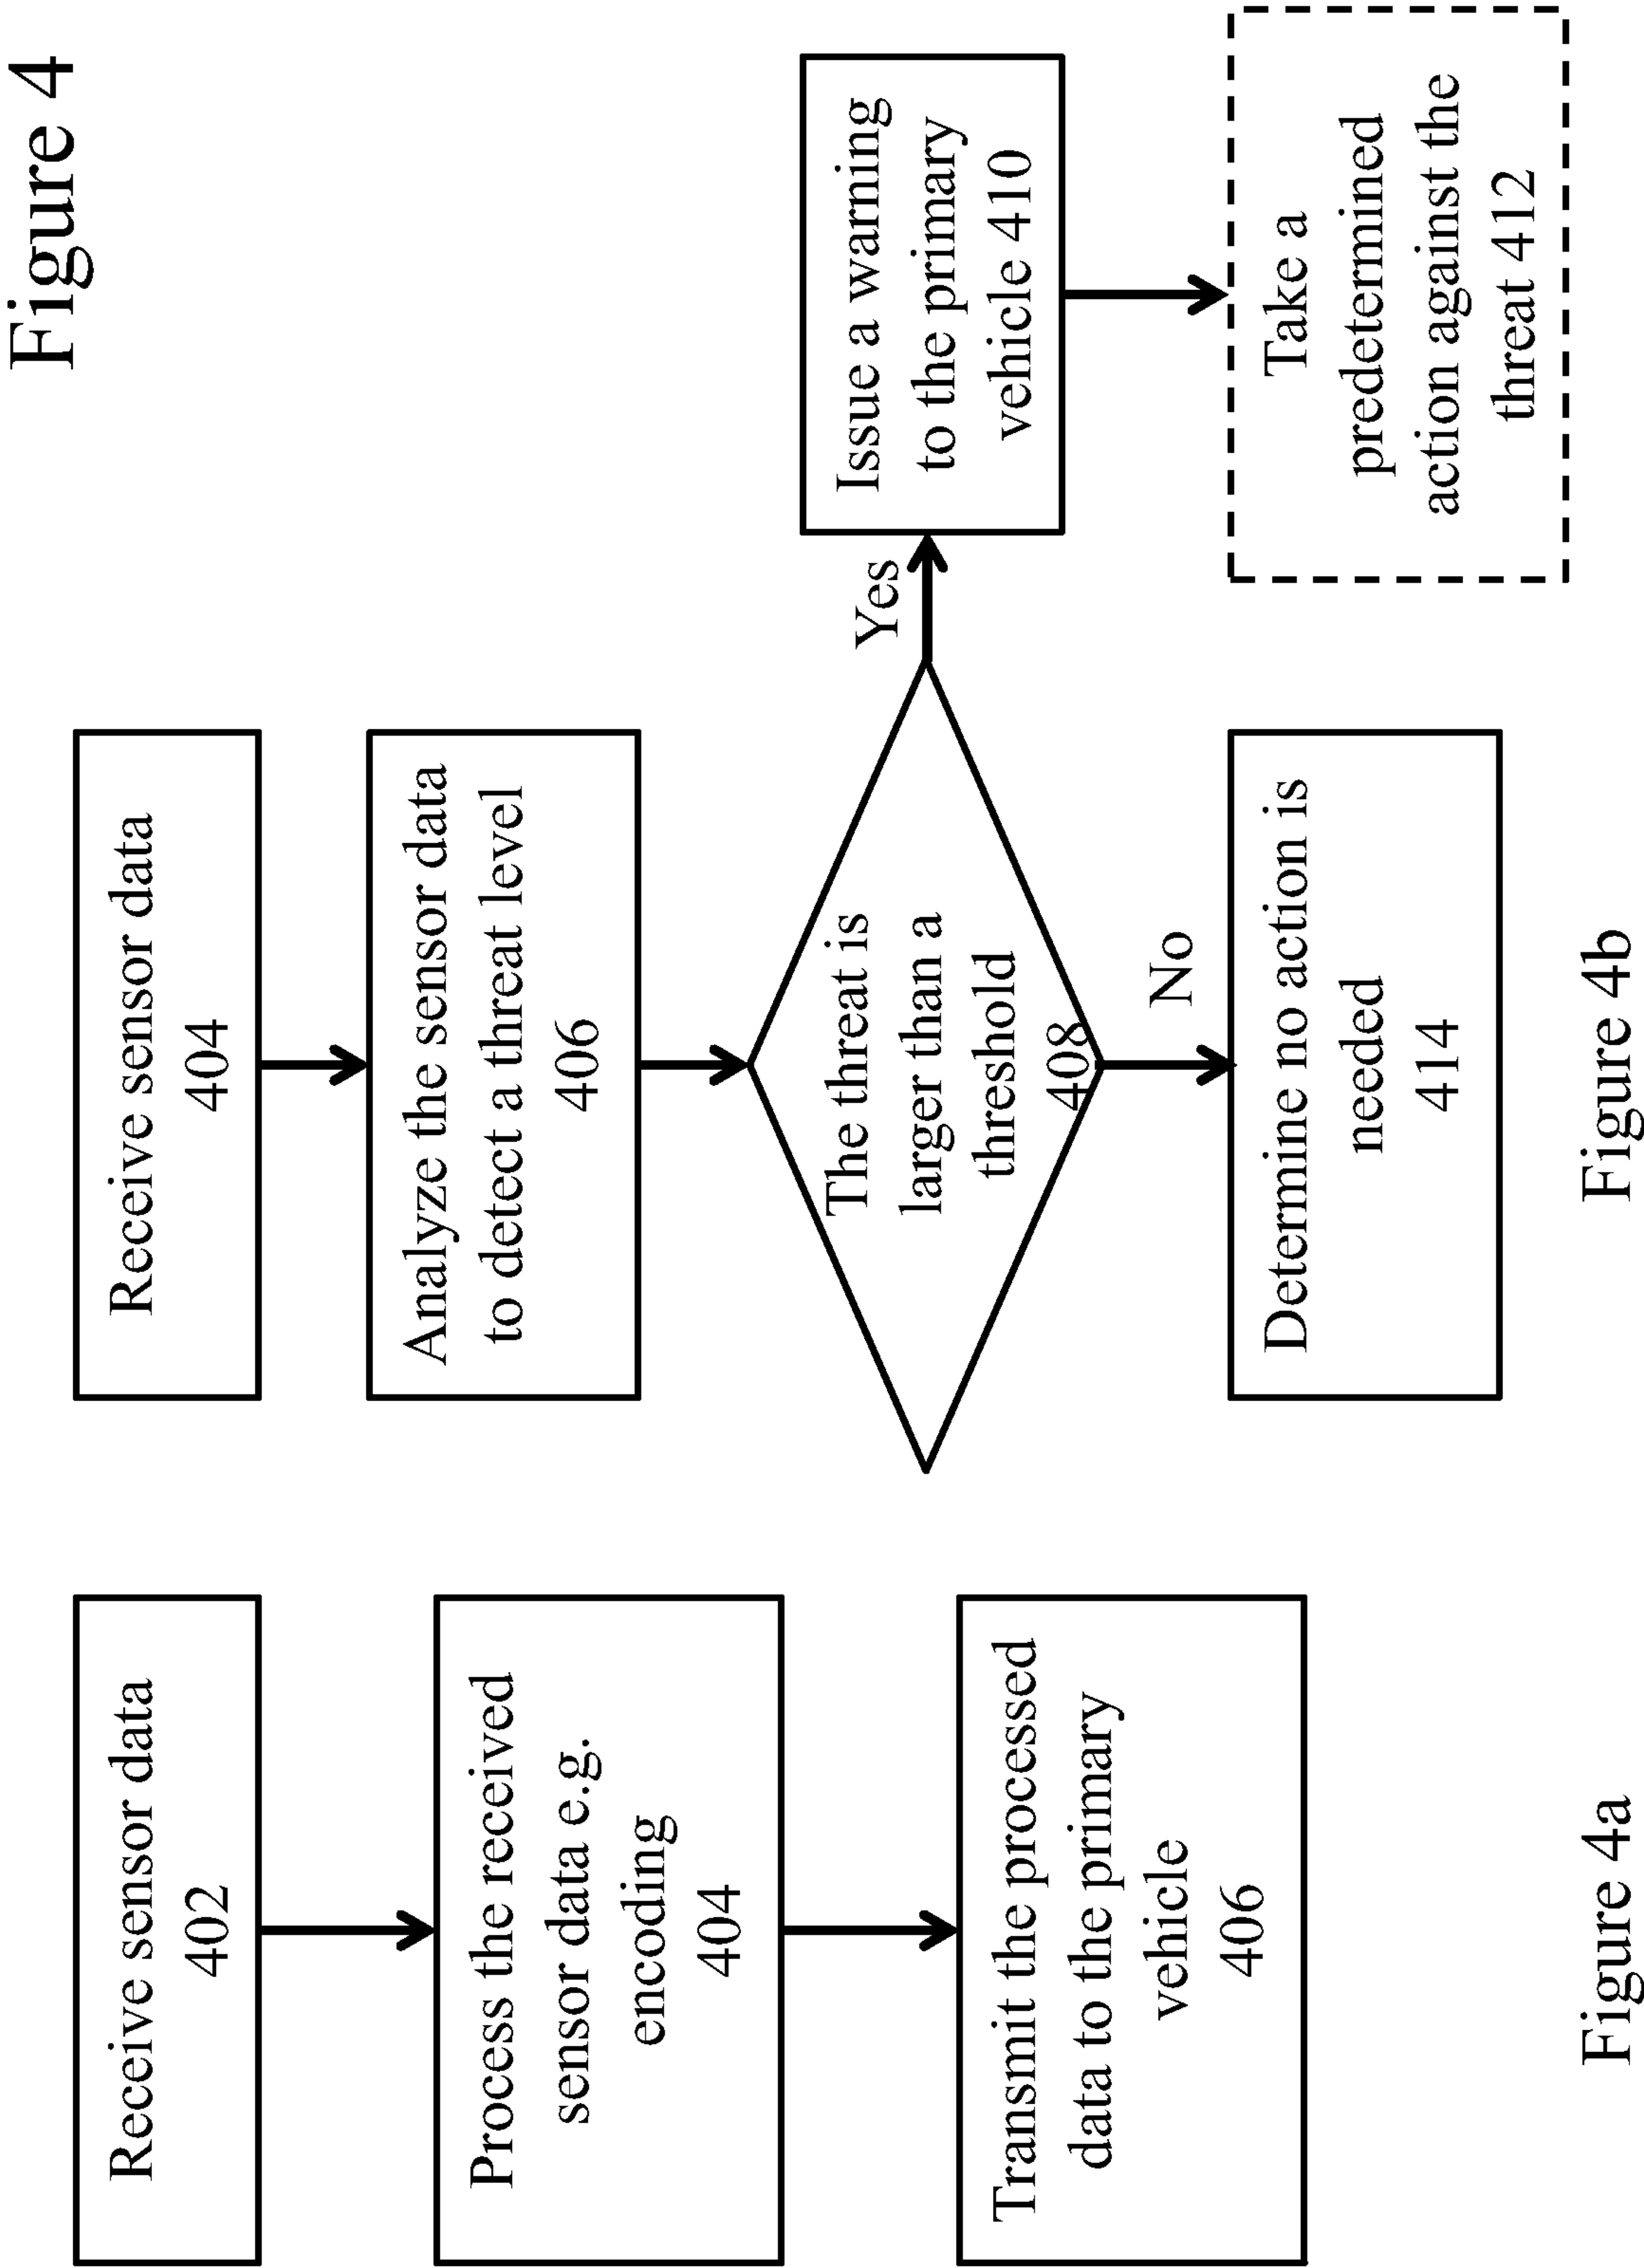 Figure 4
Receive sensor data
402
Process the received
sensor data e.g.
encoding
404
Transmit the processed
data to the primary
vehicle
406
Figure 4a
Receive sensor data
404
Analyze the sensor data
to detect a threat level
406
The threat is
larger than a
threshold
408
Yes
No
Issue a warning
to the primary
vehicle 410
Take a
predetermined
action against the
threat 412
Determine no action is
needed
414
Figure 4b